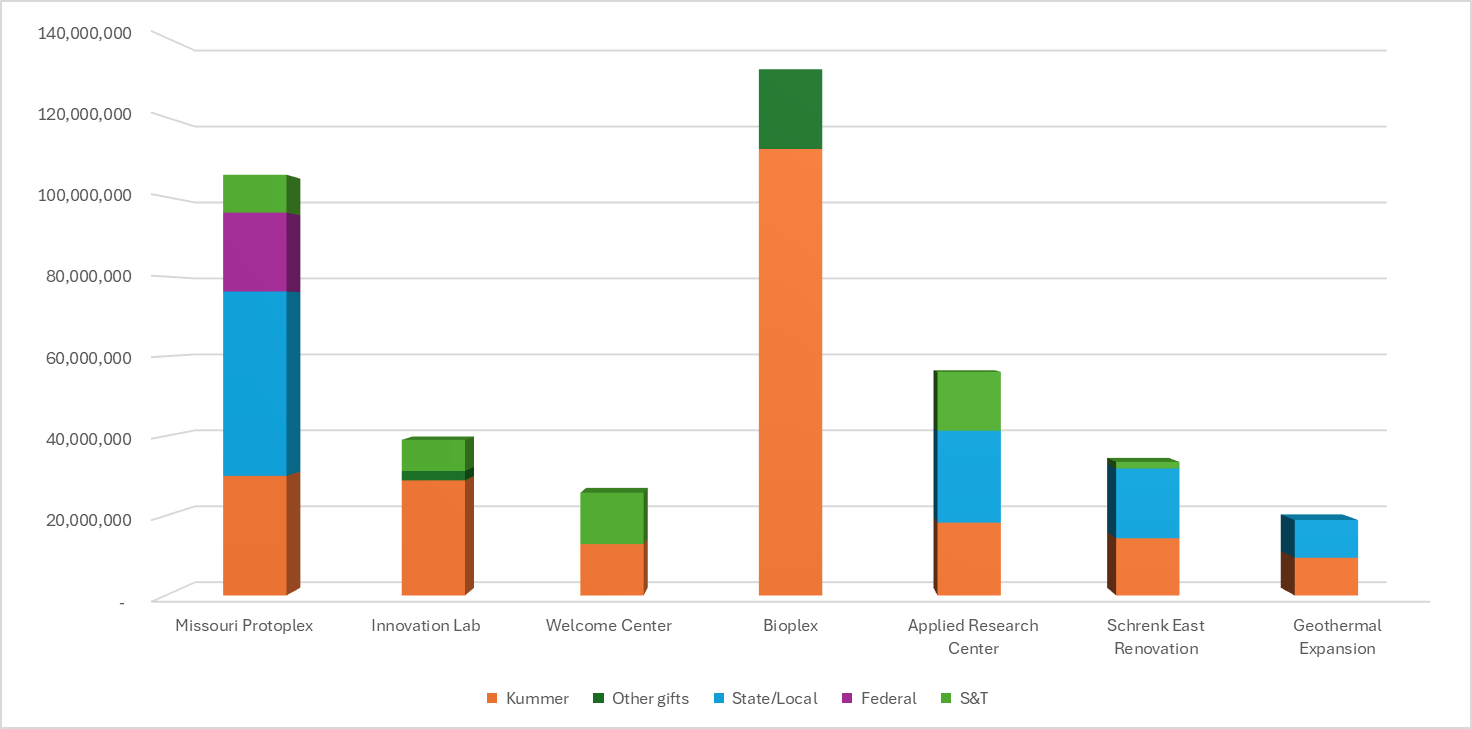 140,000,000
120,000,000
100,000,000
80,000,000
60,000,000
40,000,000
20,000,000
-
Missouri Protoplex
Innovation Lab
Welcome Center
Bioplex
Applied Research
Center
Schrenk East
Renovation
Geothermal
Expansion
Kummer
Other gifts
State/Local
Federal
S&T